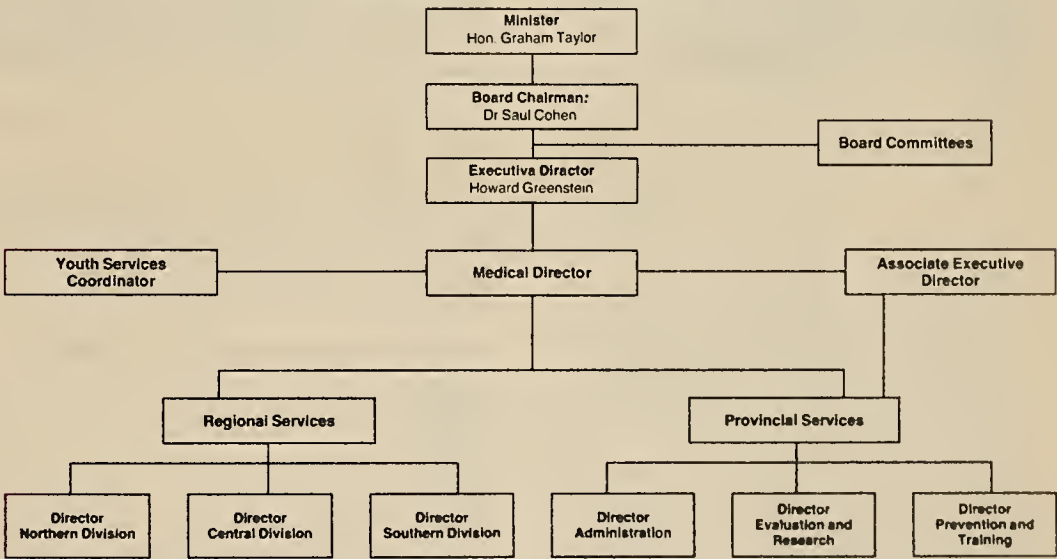 Minister
Hon. Graham Taylor
Board Chairman:
Dr Saul Cohen
Board Committees
Executiva Diractor
Howard Greenstein
Youth Services
Coordinator
Medical Director
Associate Executive
Director
Regional Services
Provincial Services
Director
Northern Division
Director
Central Division
Director
Southern Division
Director
Administration
Director
Evaluation and
Research
Director
Prevention and
Training